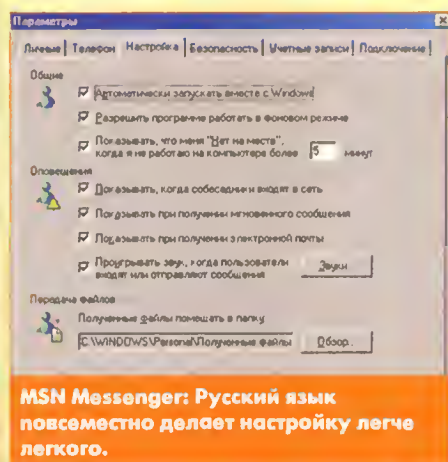 Параметры
Личные | Телефон | Настройка | Безопасность | Учетные записи | Подключение
Общие
Автоматически запускать вместе с Windows
Разрешить программе работать в фоновом режиме
Показывать, что меня "Нет на месте",
когда я не работаю на компьютере более 5 минут
Оповещения
Показывать, когда собеседники входят в сеть
Показывать при получении мгновенного сообщения
Показывать при получении электронной почты
Проигрывать звук, когда пользователи
входят или отправляют сообщения
Звуки...
Передача файлов
Полученные файлы помещать в папку:
C:\WINDOWS\Personal\Полученные файлы
Обзор...
MSN Messenger: Русский язык
повсеместно делает настройку легче
легкого.